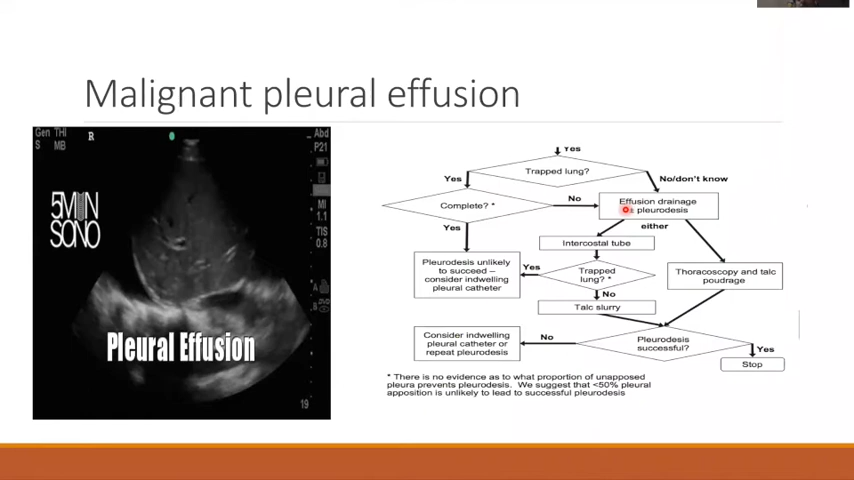 Malignant pleural effusion
Gen THI
S MB
R
Abd
P21
MI
1.1
TIS
0.8
A
B
5MIN
SONO
Pleural Effusion
19
Yes
Trapped lung?
Yes
No/don't know
Complete? *
No
Effusion drainage
± pleurodesis
either
Yes
Intercostal tube
Pleurodesis unlikely
to succeed –
consider indwelling
pleural catheter
Yes
Trapped
lung? *
Thoracoscopy and talc
poudrage
No
Talc slurry
Consider indwelling
pleural catheter or
repeat pleurodesis
No
Pleurodesis
successful?
Yes
Stop
* There is no evidence as to what proportion of unapposed
pleura prevents pleurodesis. We suggest that <50% pleural
apposition is unlikely to lead to successful pleurodesis